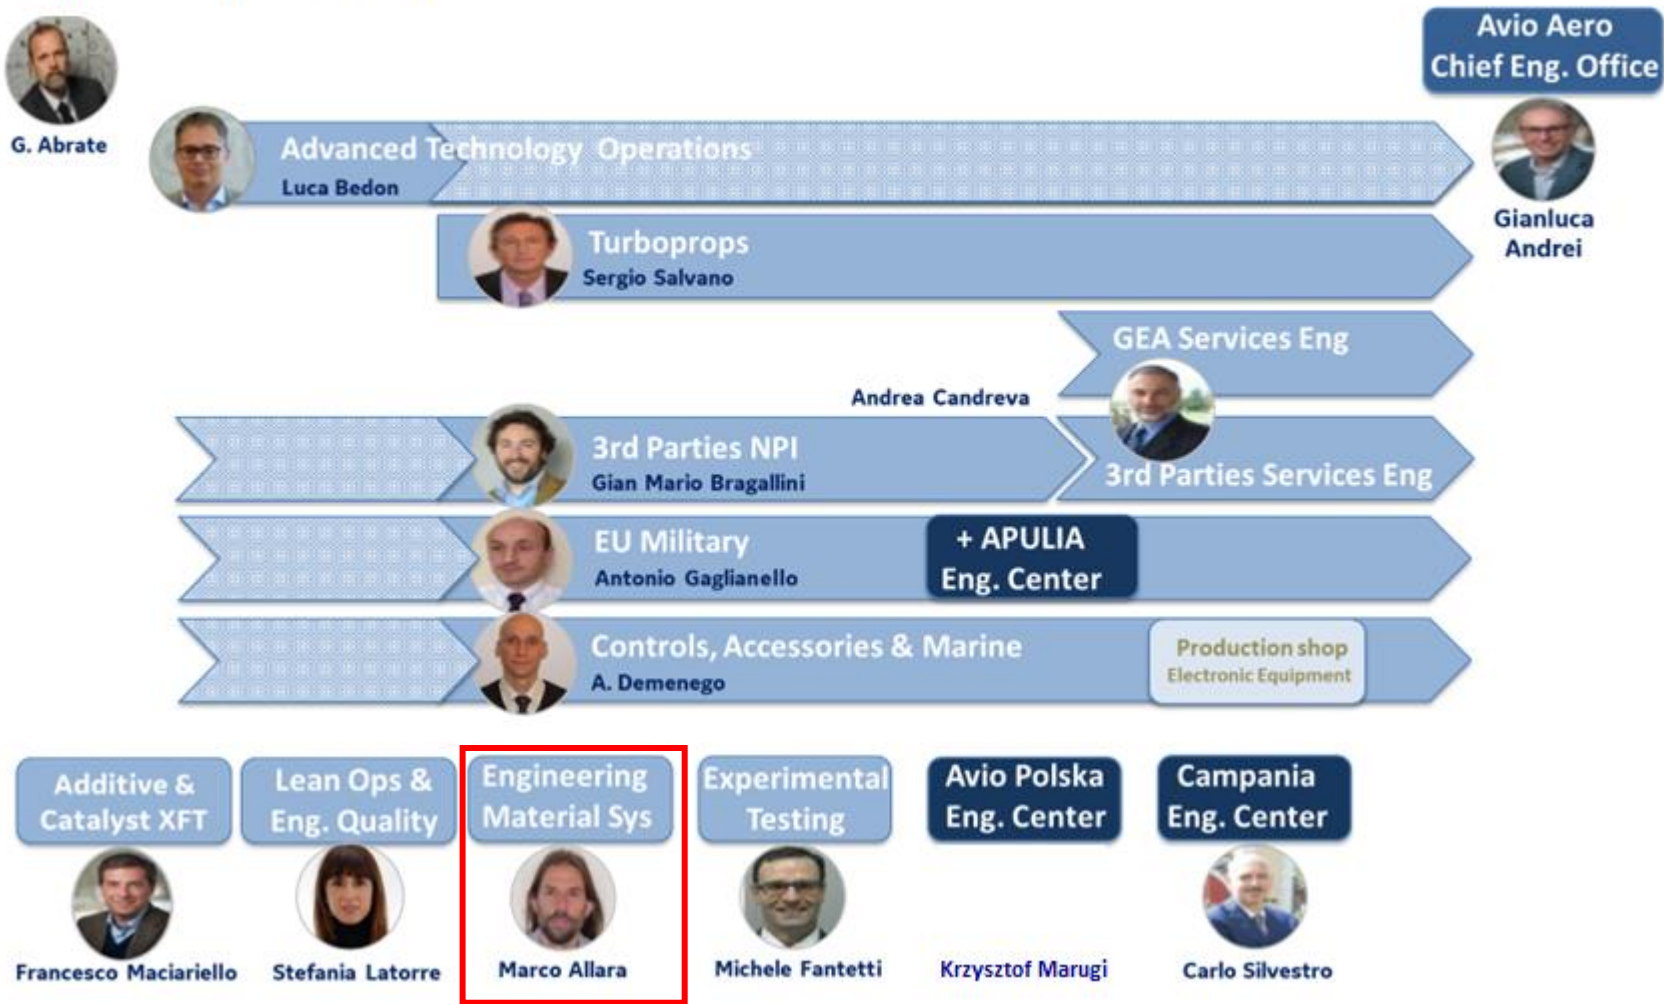 Avio Aero
Chief Eng. Office
G. Abrate
Advanced Technology Operations
Luca Bedon
Gianluca
Andrei
Turboprops
Sergio Salvano
GEA Services Eng
Andrea Candreva
3rd Parties NPI
Gian Mario Bragallini
3rd Parties Services Eng
EU Military
Antonio Gaglianello
+ APULIA
Eng. Center
Controls, Accessories & Marine
A. Demenego
Production shop
Electronic Equipment
Additive &
Catalyst XFT
Francesco Maciariello
Lean Ops &
Eng. Quality
Stefania Latorre
Engineering
Material Sys
Marco Allara
Experimental
Testing
Michele Fantetti
Avio Polska
Eng. Center
Krzysztof Marugi
Campania
Eng. Center
Carlo Silvestro